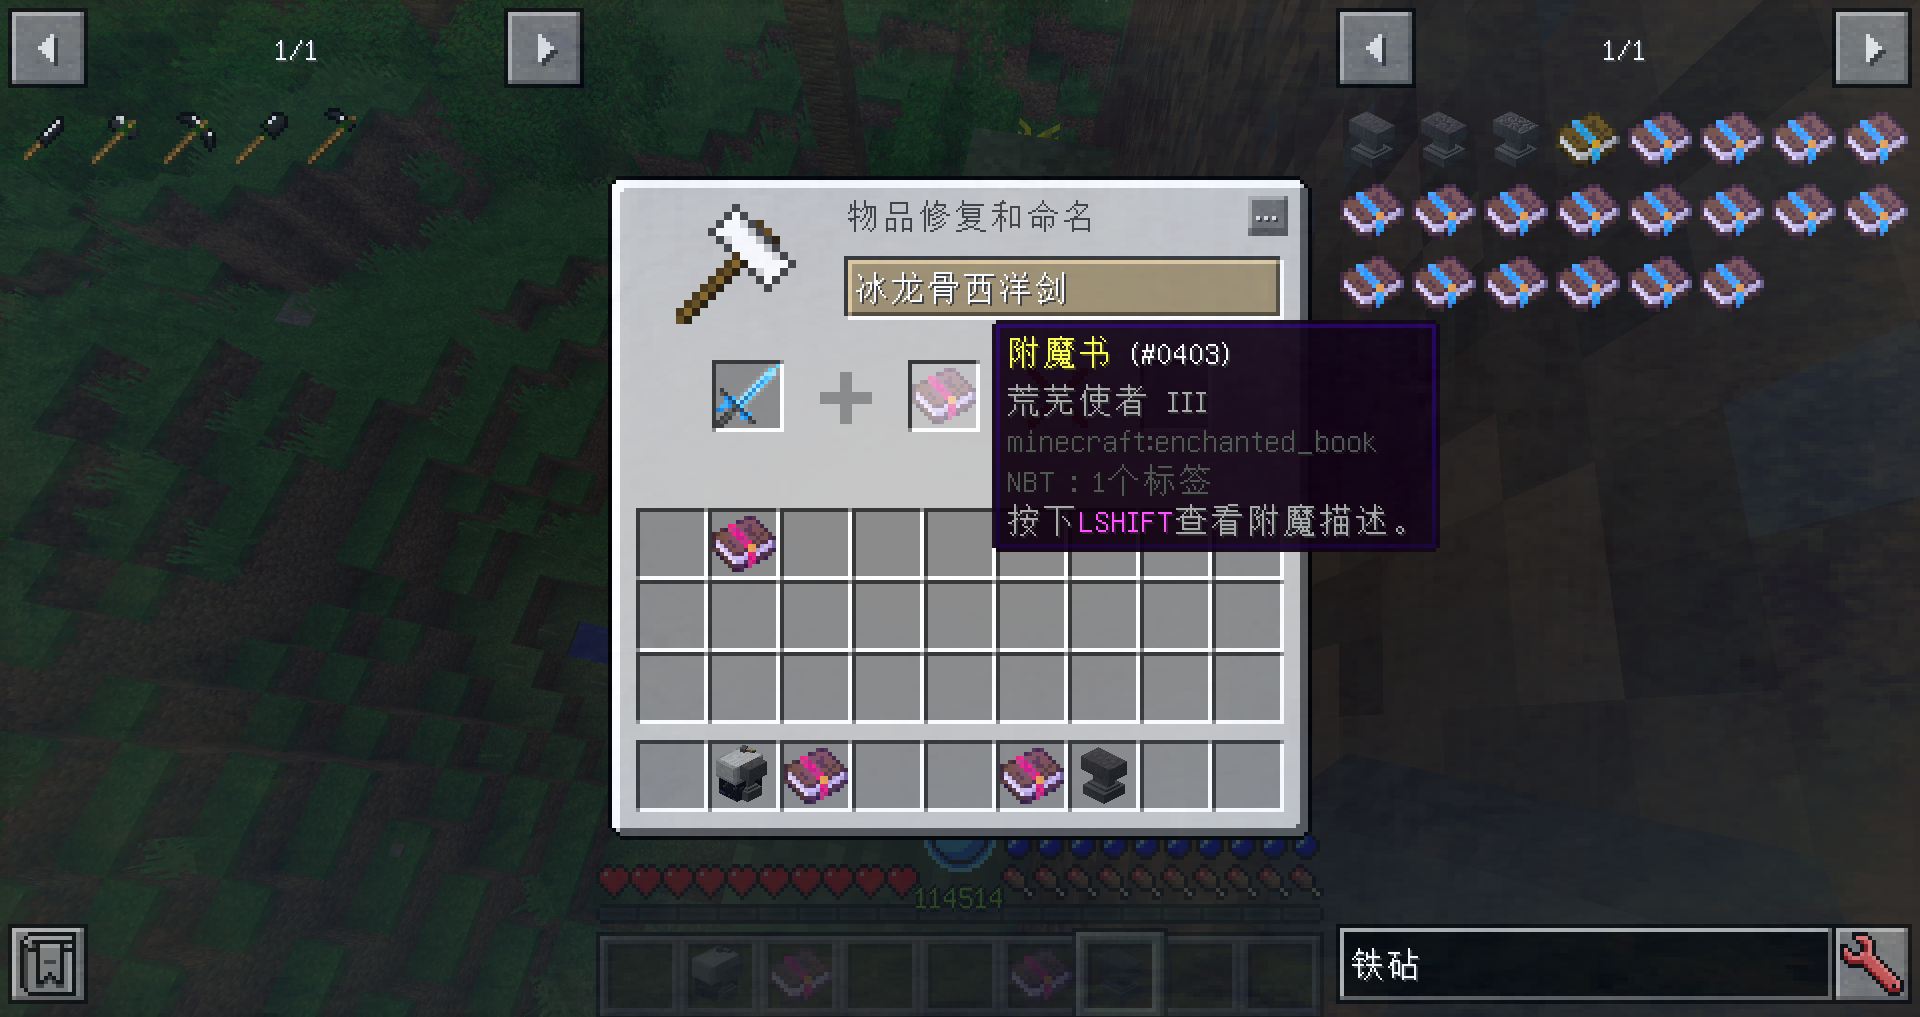 1/1
1/1
物品修复和命名
...
冰龙骨西洋剑
附魔书 (#0403)
荒芜使者 III
minecraft:enchanted_book
NBT : 1个标签
按下LSHIFT查看附魔描述。
114514
铁砧